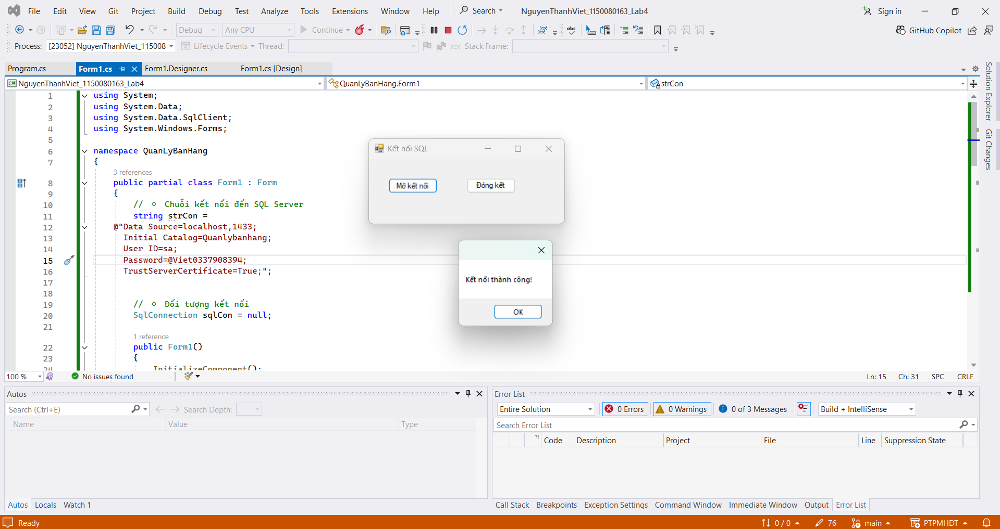 File Edit View Git Project Build Debug Test Analyze Tools Extensions Window Help Search NguyenThanhViet_1150080163_Lab4 Sign in
Debug Any CPU Continue GitHub Copilot
Process: [23052] NguyenThanhViet_115008 Lifecycle Events Thread: Stack Frame:
Program.cs Form1.cs Form1.Designer.cs Form1.cs [Design]
C# NguyenThanhViet_1150080163_Lab4 QuanLyBanHang.Form1 strCon
1 using System;
2 using System.Data;
3 using System.Data.SqlClient;
4 using System.Windows.Forms;
5
6 namespace QuanLyBanHang
7 {
3 references
8 public partial class Form1 : Form
9 {
10 // ◇ Chuỗi kết nối đến SQL Server
11 string strCon =
12 @"Data Source=localhost,1433;
13 Initial Catalog=Quanlybanhang;
14 User ID=sa;
15 Password=@Viet0337908394;
16 TrustServerCertificate=True;";
17
18
19 // ◇ Đối tượng kết nối
20 SqlConnection sqlCon = null;
21
1 reference
22 public Form1()
23 {
24 InitializeComponent();
Kết nối SQL
Mở kết nối Đóng kết
Kết nối thành công!
OK
Solution Explorer
Git Changes
100 % No issues found Ln: 15 Ch: 31 SPC CRLF
Autos
Search (Ctrl+E) Search Depth:
Name Value Type
Autos Locals Watch 1
Error List
Entire Solution 0 Errors 0 Warnings 0 of 3 Messages Build + IntelliSense
Search Error List
Code Description Project File Line Suppression State
Call Stack Breakpoints Exception Settings Command Window Immediate Window Output Error List
Ready 0 / 0 76 main PTPMHDT